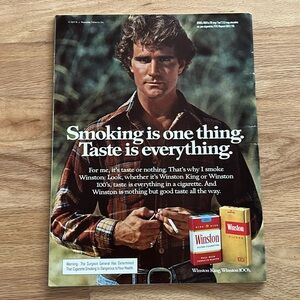 Smoking is one thing.
Taste is everything.
For me, it's taste or nothing. That's why I smoke
Winston. Look, whether it's Winston King or Winston
100's, taste is everything in a cigarette. And
Winston is nothing but good taste all the way.
Winston
Winston
Warning: The Surgeon General Has Determined
That Cigarette Smoking Is Dangerous to Your Health.
Winston King. Winston 100's.